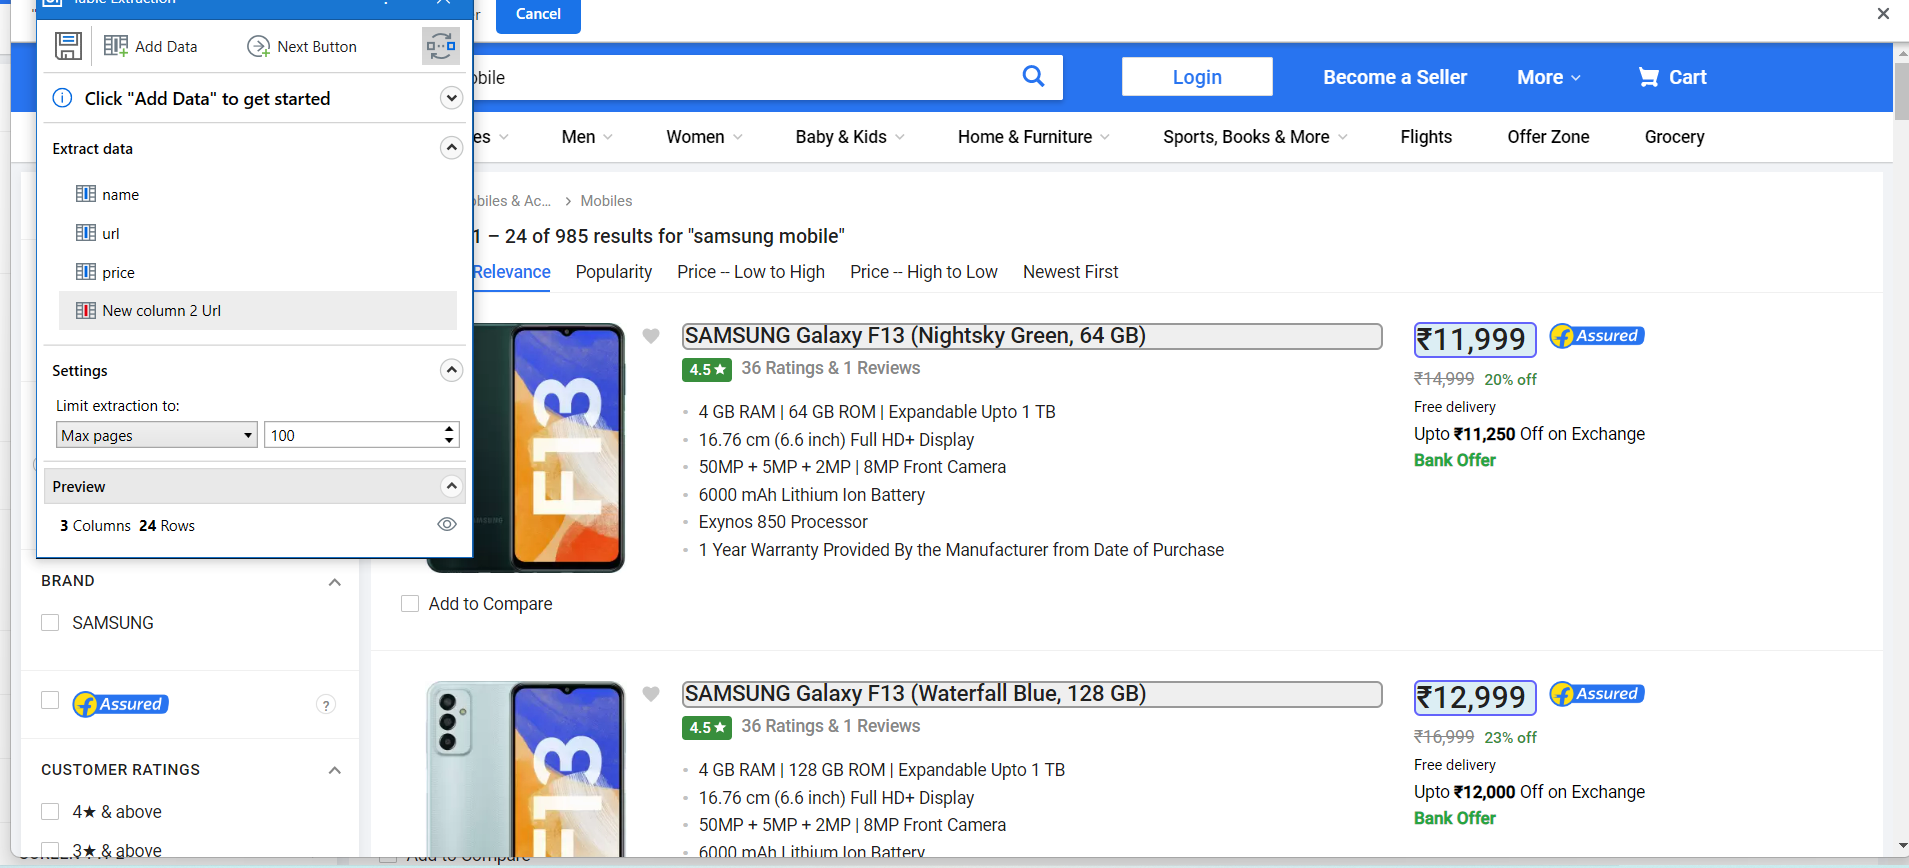 Table Extraction
Cancel
Add Data
Next Button
Click "Add Data" to get started
Extract data
name
url
price
New column 2 Url
Settings
Limit extraction to:
Max pages 100
Preview
3 Columns 24 Rows
Login
Become a Seller
More
Cart
Men
Women
Baby & Kids
Home & Furniture
Sports, Books & More
Flights
Offer Zone
Grocery
Mobiles
1 – 24 of 985 results for "samsung mobile"
Relevance
Popularity
Price -- Low to High
Price -- High to Low
Newest First
SAMSUNG Galaxy F13 (Nightsky Green, 64 GB)
4.5★ 36 Ratings & 1 Reviews
4 GB RAM | 64 GB ROM | Expandable Upto 1 TB
16.76 cm (6.6 inch) Full HD+ Display
50MP + 5MP + 2MP | 8MP Front Camera
6000 mAh Lithium Ion Battery
Exynos 850 Processor
1 Year Warranty Provided By the Manufacturer from Date of Purchase
₹11,999
Assured
₹14,999 20% off
Free delivery
Upto ₹11,250 Off on Exchange
Bank Offer
F13
SAMSUNG
Add to Compare
BRAND
SAMSUNG
Assured
?
CUSTOMER RATINGS
4★ & above
3★ & above
SAMSUNG Galaxy F13 (Waterfall Blue, 128 GB)
4.5★ 36 Ratings & 1 Reviews
4 GB RAM | 128 GB ROM | Expandable Upto 1 TB
16.76 cm (6.6 inch) Full HD+ Display
50MP + 5MP + 2MP | 8MP Front Camera
6000 mAh Lithium Ion Battery
₹12,999
Assured
₹16,999 23% off
Free delivery
Upto ₹12,000 Off on Exchange
Bank Offer
F13
Add to Compare